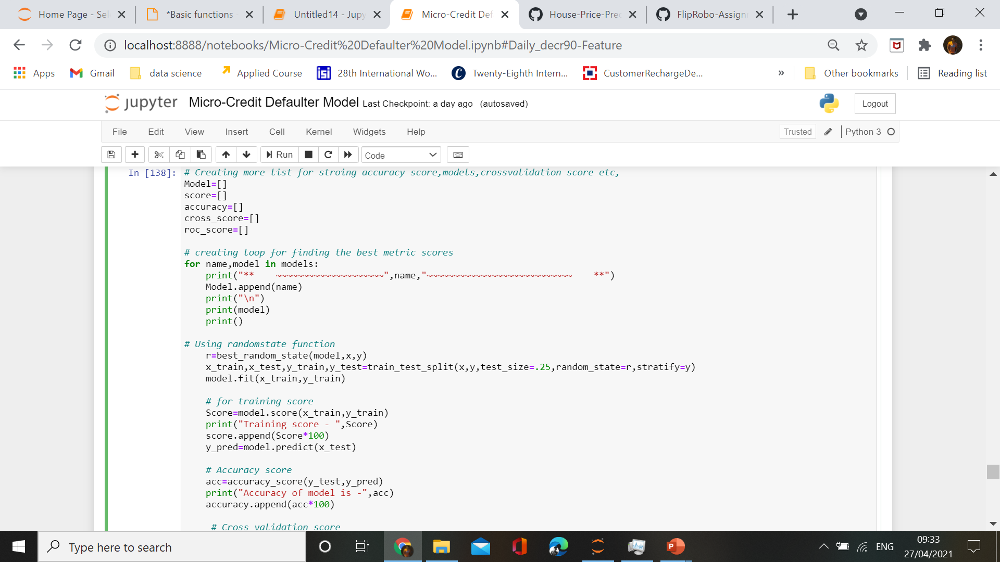 Home Page - Sel
*Basic functions -
Untitled14 - Jupy
Micro-Credit Def
House-Price-Pred
FlipRobo-Assignm
localhost:8888/notebooks/Micro-Credit%20Defaulter%20Model.ipynb#Daily_decr90-Feature
Apps
Gmail
data science
Applied Course
28th International Wo...
Twenty-Eighth Intern...
CustomerRechargeDe...
»
Other bookmarks
Reading list
jupyter Micro-Credit Defaulter Model Last Checkpoint: a day ago (autosaved)
Logout
File Edit View Insert Cell Kernel Widgets Help
Trusted
Python 3
Run
Code
In [138]:
# Creating more list for stroing accuracy score,models,crossvalidation score etc,
Model=[]
score=[]
accuracy=[]
cross_score=[]
roc_score=[]
# creating loop for finding the best metric scores
for name,model in models:
    print("**    ~~~~~~~~~~~~~~~~~~~~",name,"~~~~~~~~~~~~~~~~~~~~~~~~~~~    **")
    Model.append(name)
    print("\n")
    print(model)
    print()
# Using randomstate function
    r=best_random_state(model,x,y)
    x_train,x_test,y_train,y_test=train_test_split(x,y,test_size=.25,random_state=r,stratify=y)
    model.fit(x_train,y_train)
    # for training score
    Score=model.score(x_train,y_train)
    print("Training score - ",Score)
    score.append(Score*100)
    y_pred=model.predict(x_test)
    # Accuracy score
    acc=accuracy_score(y_test,y_pred)
    print("Accuracy of model is -",acc)
    accuracy.append(acc*100)
     # Cross validation score
Type here to search
ENG
09:33
27/04/2021